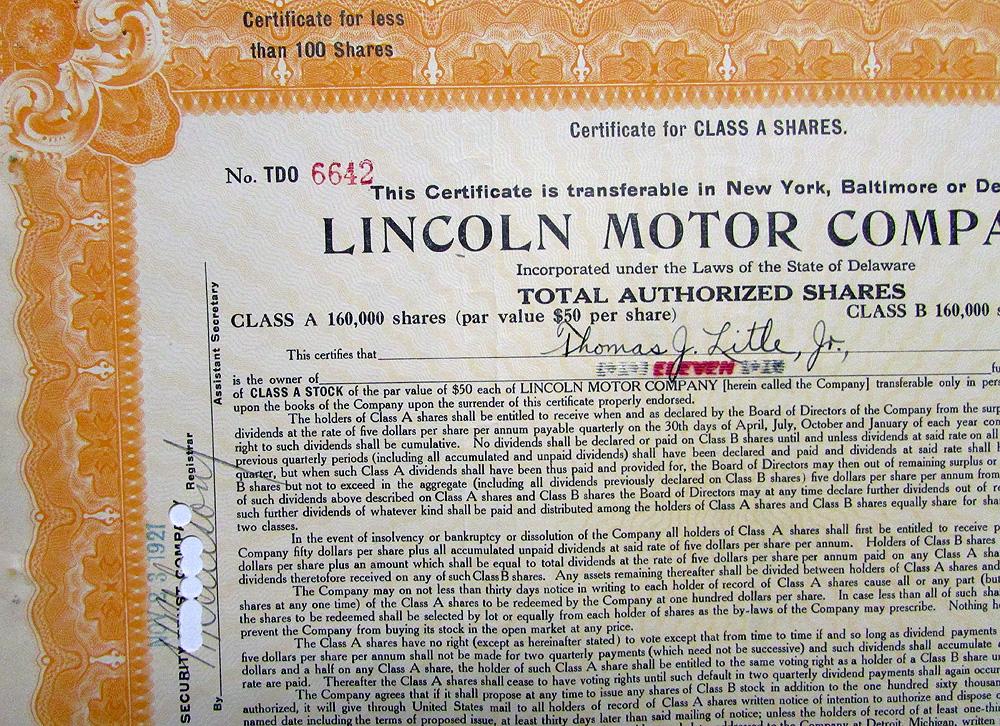 Certificate for less
than 100 Shares
Certificate for CLASS A SHARES.
No. TDO 6642
This Certificate is transferable in New York, Baltimore or De
LINCOLN MOTOR COMPA
Incorporated under the Laws of the State of Delaware
TOTAL AUTHORIZED SHARES
CLASS A 160,000 shares (par value $50 per share) CLASS B 160,000 s
This certifies that Thomas J. Little, Jr.,
is the owner of ELEVEN fu
of CLASS A STOCK of the par value of $50 each of LINCOLN MOTOR COMPANY [herein called the Company] transferable only in pers
upon the books of the Company upon the surrender of this certificate properly endorsed.
The holders of Class A shares shall be entitled to receive when and as declared by the Board of Directors of the Company from the surp
dividends at the rate of five dollars per share per annum payable quarterly on the 30th days of April, July, October and January of each year com
right to such dividends shall be cumulative. No dividends shall be declared or paid on Class B shares until and unless dividends at said rate on all
previous quarterly periods (including all accumulated and unpaid dividends) shall have been declared and paid and dividends at said rate shall h
quarter, but when such Class A dividends shall have been thus paid and provided for, the Board of Directors may then out of remaining surplus or
B shares but not to exceed in the aggregate (including all dividends previously declared on Class B shares) five dollars per share per annum from
of such dividends above described on Class A shares and Class B shares the Board of Directors may at any time declare further dividends out of re
such further dividends of whatever kind shall be paid and distributed among the holders of Class A shares and Class B shares equally share for sha
two classes.
In the event of insolvency or bankruptcy or dissolution of the Company all holders of Class A shares shall first be entitled to receive p
Company fifty dollars per share plus all accumulated unpaid dividends at said rate of five dollars per share per annum. Holders of Class B shares
dollars per share plus an amount which shall be equal to total dividends at the rate of five dollars per share per annum paid on any Class A sha
dividends theretofore received on any of such Class B shares. Any assets remaining thereafter shall be divided between holders of Class A shares and
The Company may on not less than thirty days notice in writing to each holder of record of Class A shares cause all or any part (but
shares at any one time) of the Class A shares to be redeemed by the Company at one hundred dollars per share. In case less than all of such sha
the shares to be redeemed shall be selected by lot or equally from each holder of shares as the by-laws of the Company may prescribe. Nothing h
prevent the Company from buying its stock in the open market at any price.
The Class A shares have no right (except as hereinafter stated) to vote except that from time to time if and so long as dividend payments
five dollars per share per annum shall not be made for two quarterly payments (which need not be successive) and such dividends shall accumulate
dollars and a half on any Class A share, the holder of such Class A share shall be entitled to the same voting right as a holder of a Class B share u
rate are paid. Thereafter the Class A shares shall cease to have voting rights until such default in two quarterly dividend payments shall again occu
The Company agrees that if it shall propose at any time to issue any shares of Class B stock in addition to the one hundred sixty thousan
authorized, it will give through United States mail to all holders of record of Class A shares written notice of intention to authorize and dispose o
named date including the terms of proposed issue, at least thirty days later than said mailing of notice; unless the holders of record of at least one-thi
Company at Detroit, Michigan, written
Assistant Secretary
Registrar
1921
SECURITY
By